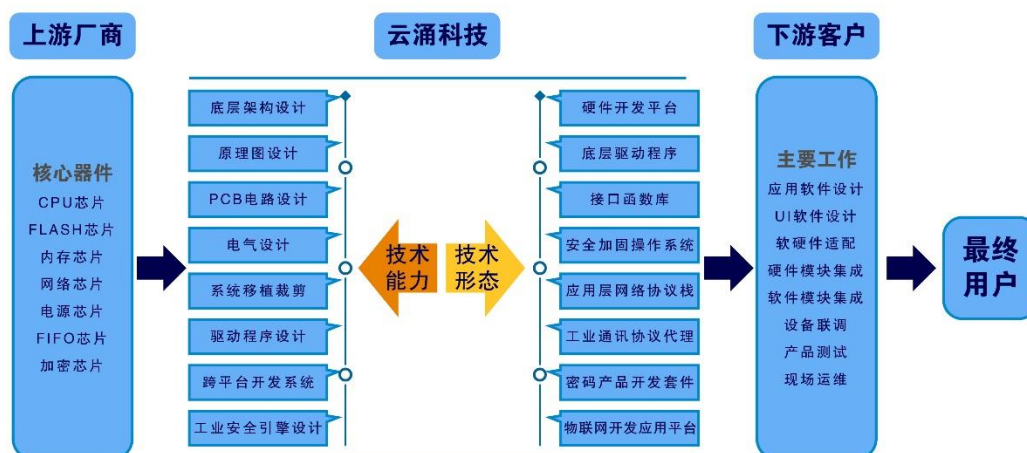 上游厂商
云涌科技
下游客户
核心器件
CPU芯片
FLASH芯片
内存芯片
网络芯片
电源芯片
FIFO芯片
加密芯片
底层架构设计
原理图设计
PCB电路设计
电气设计
系统移植裁剪
驱动程序设计
跨平台开发系统
工业安全引擎设计
技术
能力
技术
形态
硬件开发平台
底层驱动程序
接口函数库
安全加固操作系统
应用层网络协议栈
工业通讯协议代理
密码产品开发套件
物联网开发应用平台
主要工作
应用软件设计
UI软件设计
软硬件适配
硬件模块集成
软件模块集成
设备联调
产品测试
现场运维
最终
用户